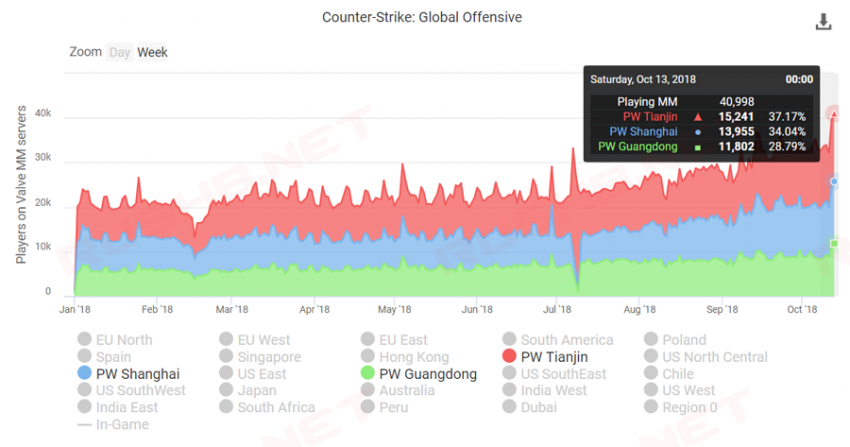 Counter-Strike: Global Offensive
Zoom Day Week
Saturday, Oct 13, 2018 00:00
Playing MM 40,998
PW Tianjin ▲ 15,241 37.17%
PW Shanghai ● 13,955 34.04%
PW Guangdong ■ 11,802 28.79%
Players on Valve MM servers
40k
30k
20k
10k
0
Jan '18 Feb '18 Mar '18 Apr '18 May '18 Jun '18 Jul '18 Aug '18 Sep '18 Oct '18
EU North EU West EU East South America Poland
Spain Singapore Hong Kong PW Tianjin US North Central
PW Shanghai US East PW Guangdong US SouthEast Chile
US SouthWest Japan Australia India West US West
India East South Africa Peru Dubai Region 0
In-Game